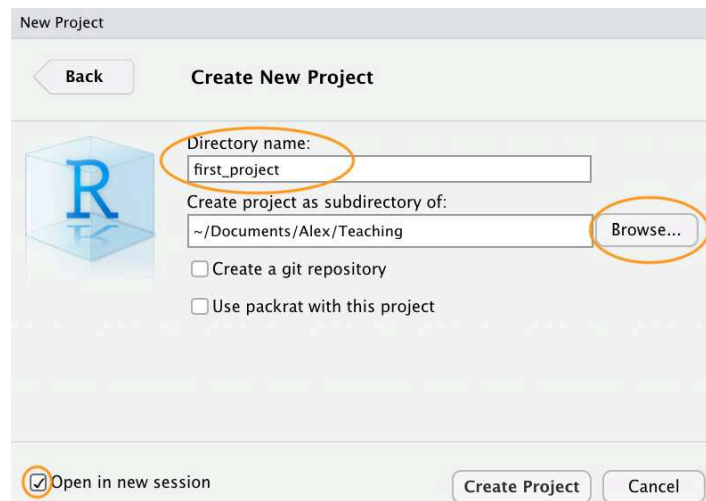 New Project
Back
Create New Project
R
Directory name:
first_project
Create project as subdirectory of:
~/Documents/Alex/Teaching
Browse...
Create a git repository
Use packrat with this project
Open in new session
Create Project
Cancel